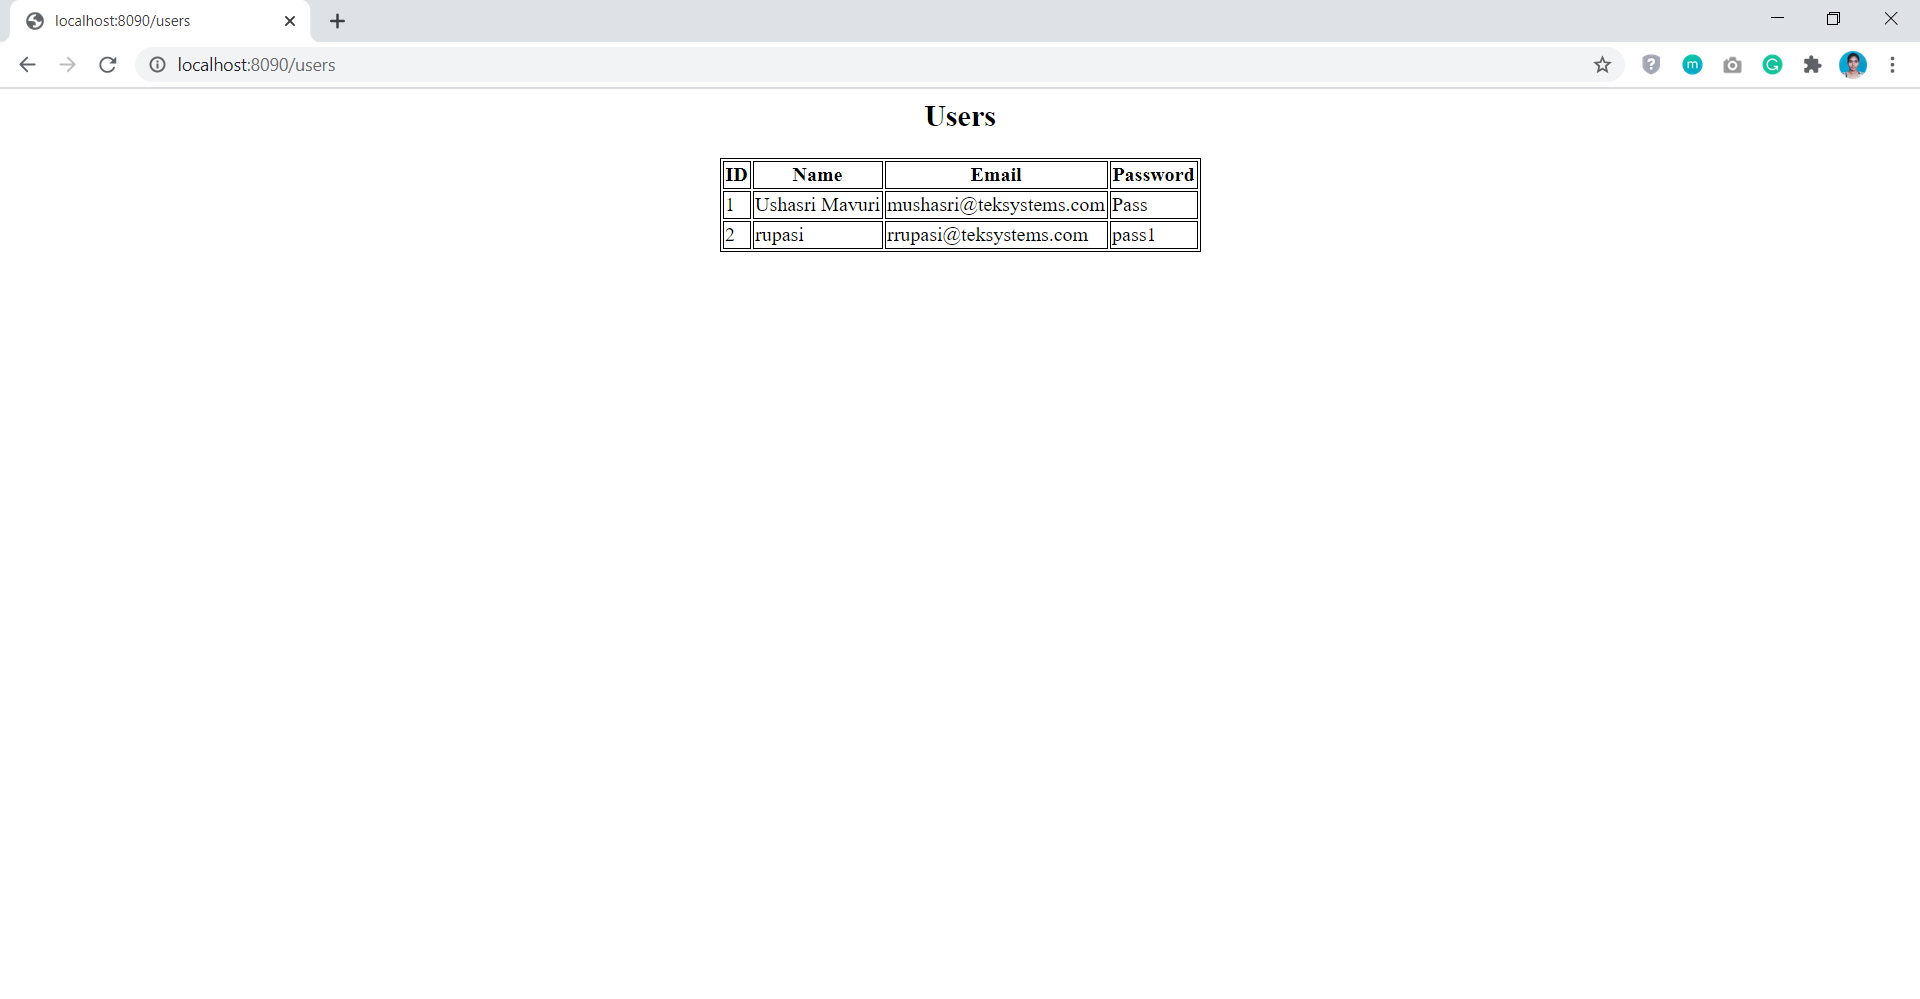 localhost:8090/users
localhost:8090/users
Users
ID Name Email Password
1 Ushasri Mavuri mushasri@teksystems.com Pass
2 rupasi rrupasi@teksystems.com pass1